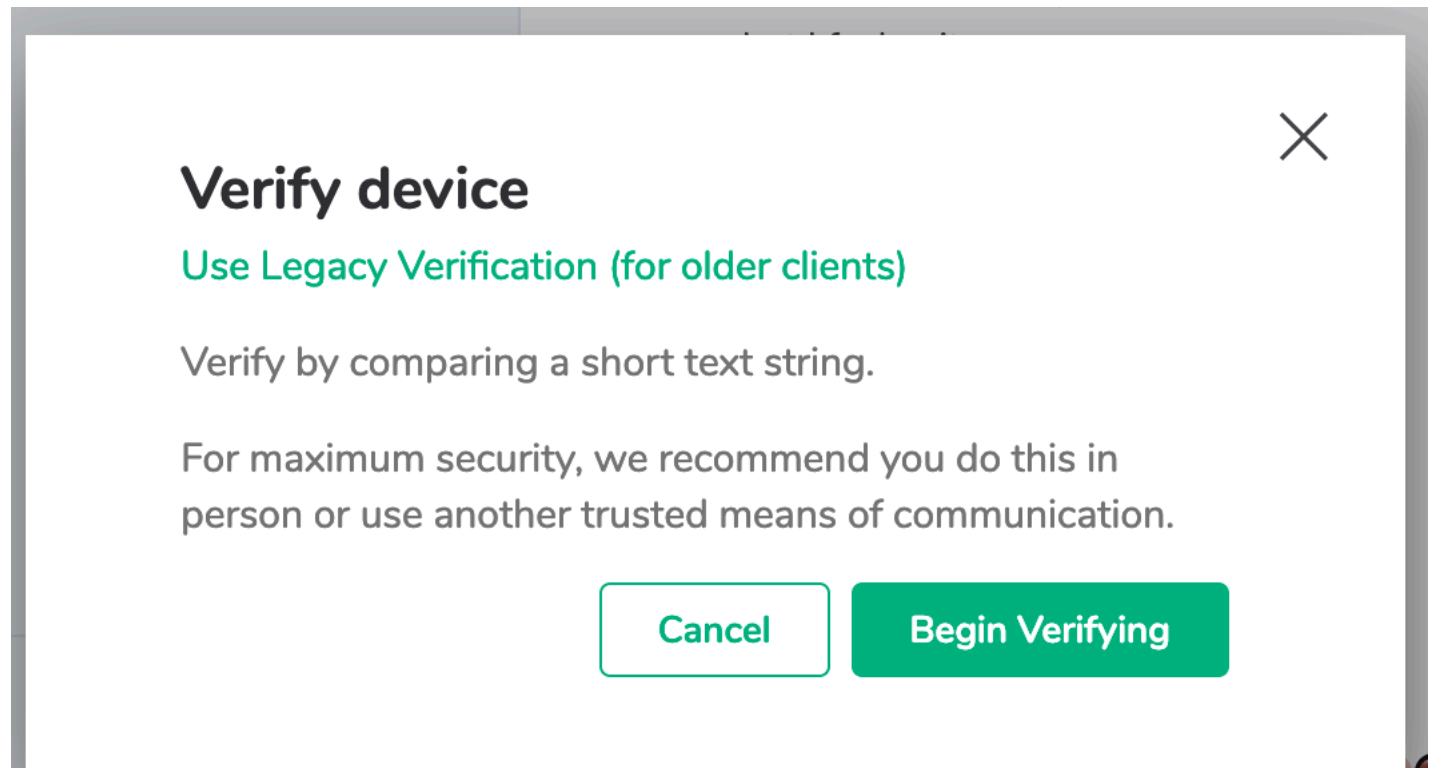 Verify device
Use Legacy Verification (for older clients)
Verify by comparing a short text string.
For maximum security, we recommend you do this in
person or use another trusted means of communication.
Cancel
Begin Verifying